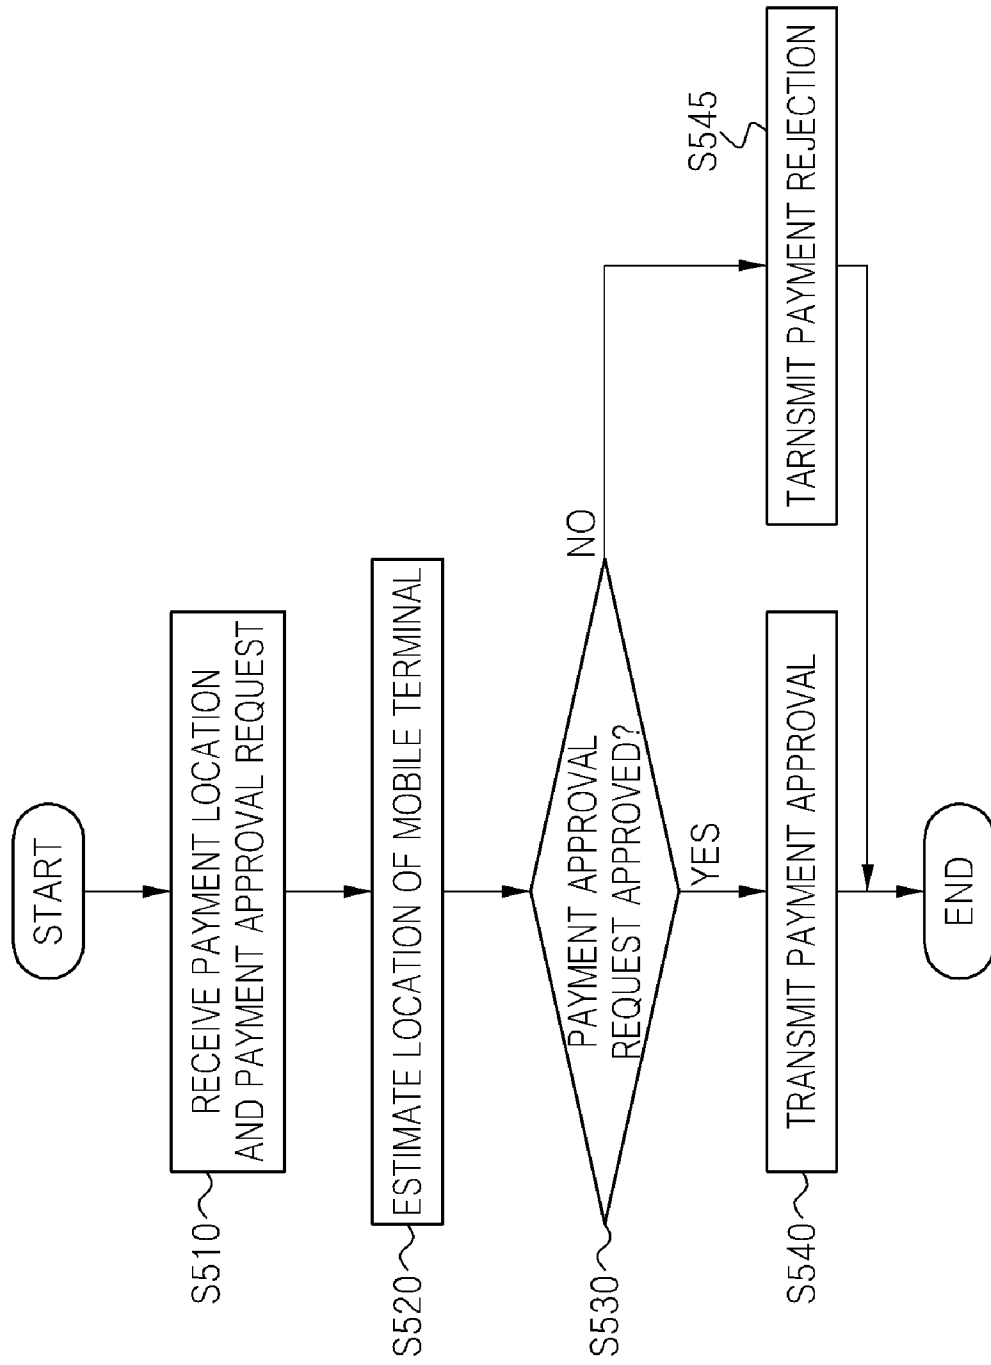 START
S510
RECEIVE PAYMENT LOCATION
AND PAYMENT APPROVAL REQUEST
S520
ESTIMATE LOCATION OF MOBILE TERMINAL
S530
PAYMENT APPROVAL
REQUEST APPROVED?
NO
YES
S540
TRANSMIT PAYMENT APPROVAL
S545
TARNSMIT PAYMENT REJECTION
END